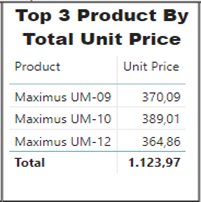 Top 3 Product By
Total Unit Price
Product Unit Price
Maximus UM-09 370,09
Maximus UM-10 389,01
Maximus UM-12 364,86
Total 1.123,97